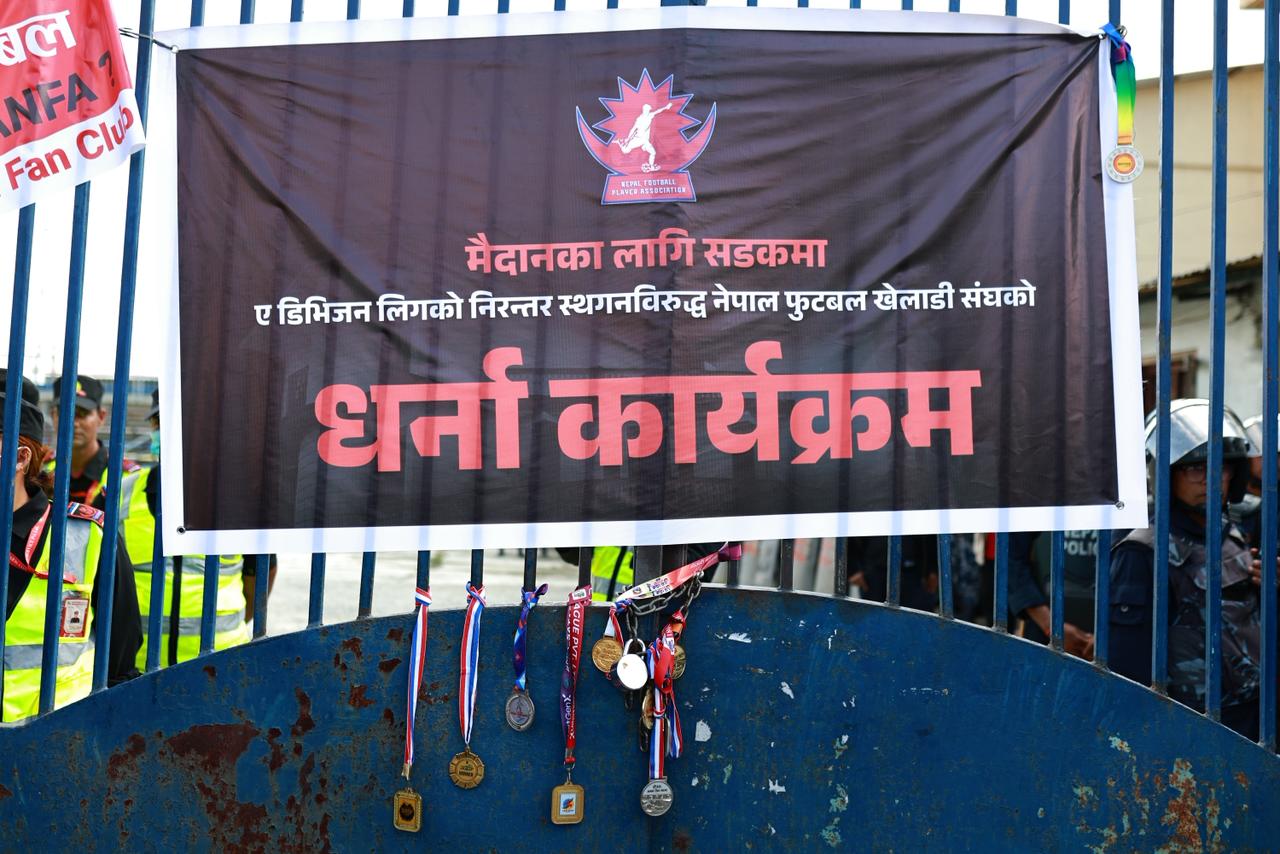 बल
ANFA ?
Fan Club
NEPAL FOOTBALL
PLAYER ASSOCIATION
मैदानका लागि सडकमा
ए डिभिजन लिगको निरन्तर स्थगनविरुद्ध नेपाल फुटबल खेलाडी संघको
धर्ना कार्यक्रम
POLICE